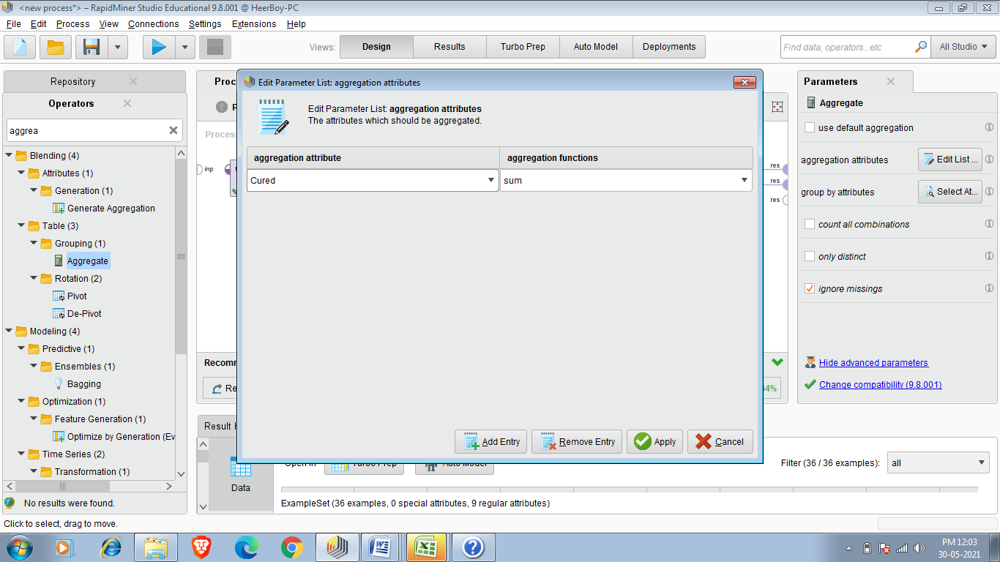 <new process*> – RapidMiner Studio Educational 9.8.001 @ HeerBoy-PC
File Edit Process View Connections Settings Extensions Help
Views: Design Results Turbo Prep Auto Model Deployments
Find data, operators...etc
All Studio
Repository
Operators
aggrea
Blending (4)
Attributes (1)
Generation (1)
Generate Aggregation
Table (3)
Grouping (1)
Aggregate
Rotation (2)
Pivot
De-Pivot
Modeling (4)
Predictive (1)
Ensembles (1)
Bagging
Optimization (1)
Feature Generation (1)
Optimize by Generation (Ev
Time Series (2)
Transformation (1)
No results were found.
Click to select, drag to move.
Proc
Process
inp
res
res
res
Recomm
Re
Edit Parameter List: aggregation attributes
Edit Parameter List: aggregation attributes
The attributes which should be aggregated.
aggregation attribute aggregation functions
Cured sum
Add Entry Remove Entry Apply Cancel
Parameters
Aggregate
use default aggregation
aggregation attributes Edit List ...
group by attributes Select At...
count all combinations
only distinct
ignore missings
Hide advanced parameters
Change compatibility (9.8.001)
Result H
Open in Turbo Prep Auto Model
Filter (36 / 36 examples): all
Data
ExampleSet (36 examples, 0 special attributes, 9 regular attributes)
PM 12:03
30-05-2021